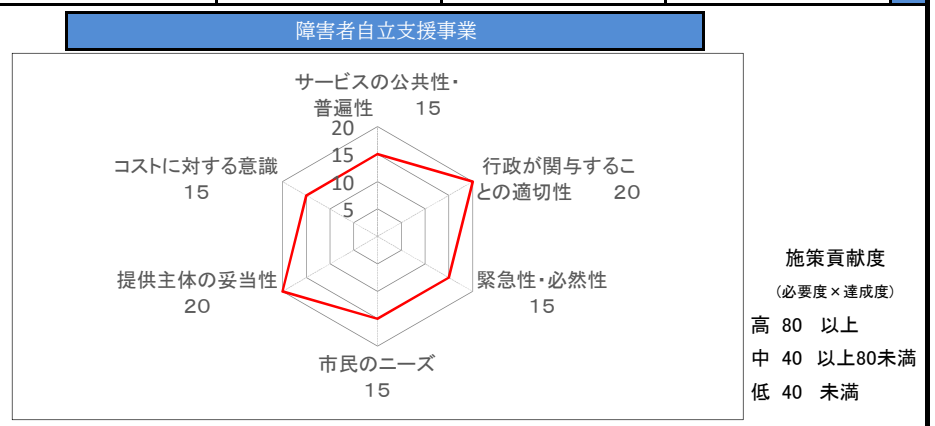 障害者自立支援事業
サービスの公共性・
普遍性 15
20
15
10
5
行政が関与するこ
との適切性 20
緊急性・必然性
15
市民のニーズ
15
提供主体の妥当性
20
コストに対する意識
15
施策貢献度
（必要度×達成度）
高 80 以上
中 40 以上80未満
低 40 未満